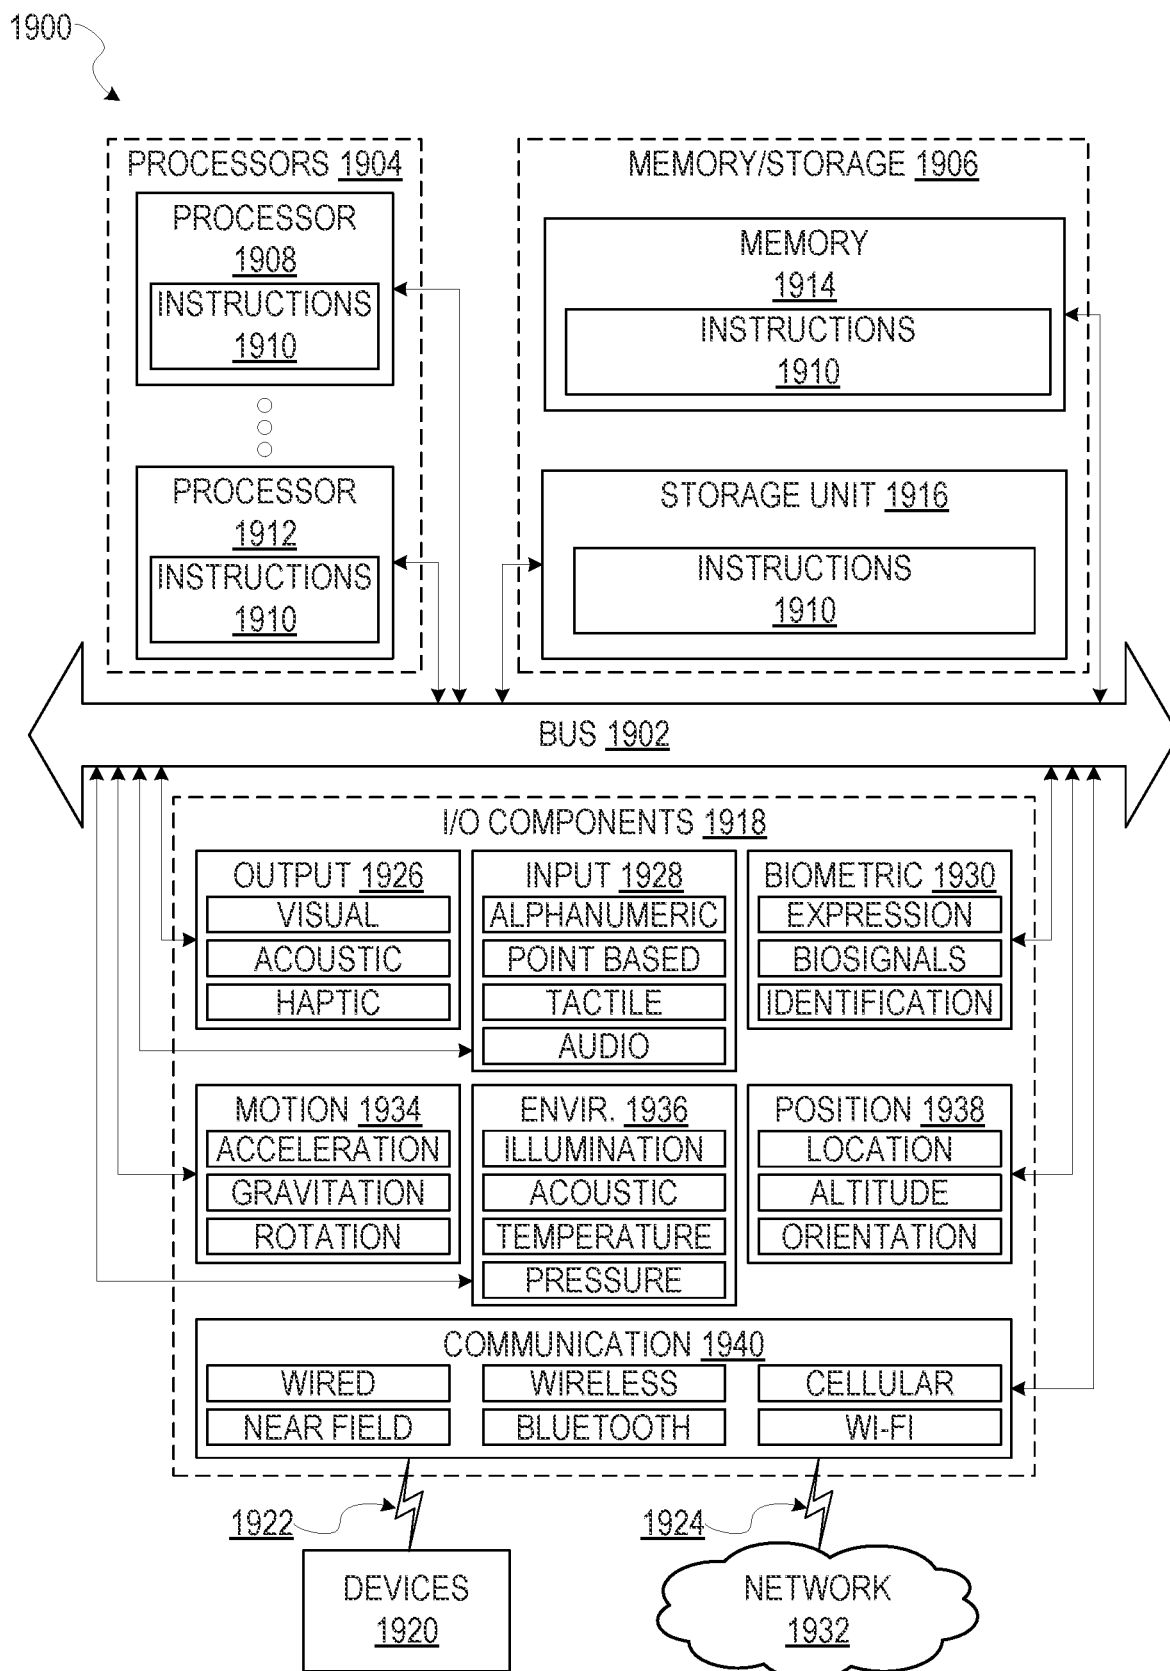 1900
PROCESSORS 1904
PROCESSOR
1908
INSTRUCTIONS
1910
PROCESSOR
1912
INSTRUCTIONS
1910
MEMORY/STORAGE 1906
MEMORY
1914
INSTRUCTIONS
1910
STORAGE UNIT 1916
INSTRUCTIONS
1910
BUS 1902
I/O COMPONENTS 1918
OUTPUT 1926
VISUAL
ACOUSTIC
HAPTIC
INPUT 1928
ALPHANUMERIC
POINT BASED
TACTILE
AUDIO
BIOMETRIC 1930
EXPRESSION
BIOSIGNALS
IDENTIFICATION
MOTION 1934
ACCELERATION
GRAVITATION
ROTATION
ENVIR. 1936
ILLUMINATION
ACOUSTIC
TEMPERATURE
PRESSURE
POSITION 1938
LOCATION
ALTITUDE
ORIENTATION
COMMUNICATION 1940
WIRED
WIRELESS
CELLULAR
NEAR FIELD
BLUETOOTH
WI-FI
1922
1924
DEVICES
1920
NETWORK
1932